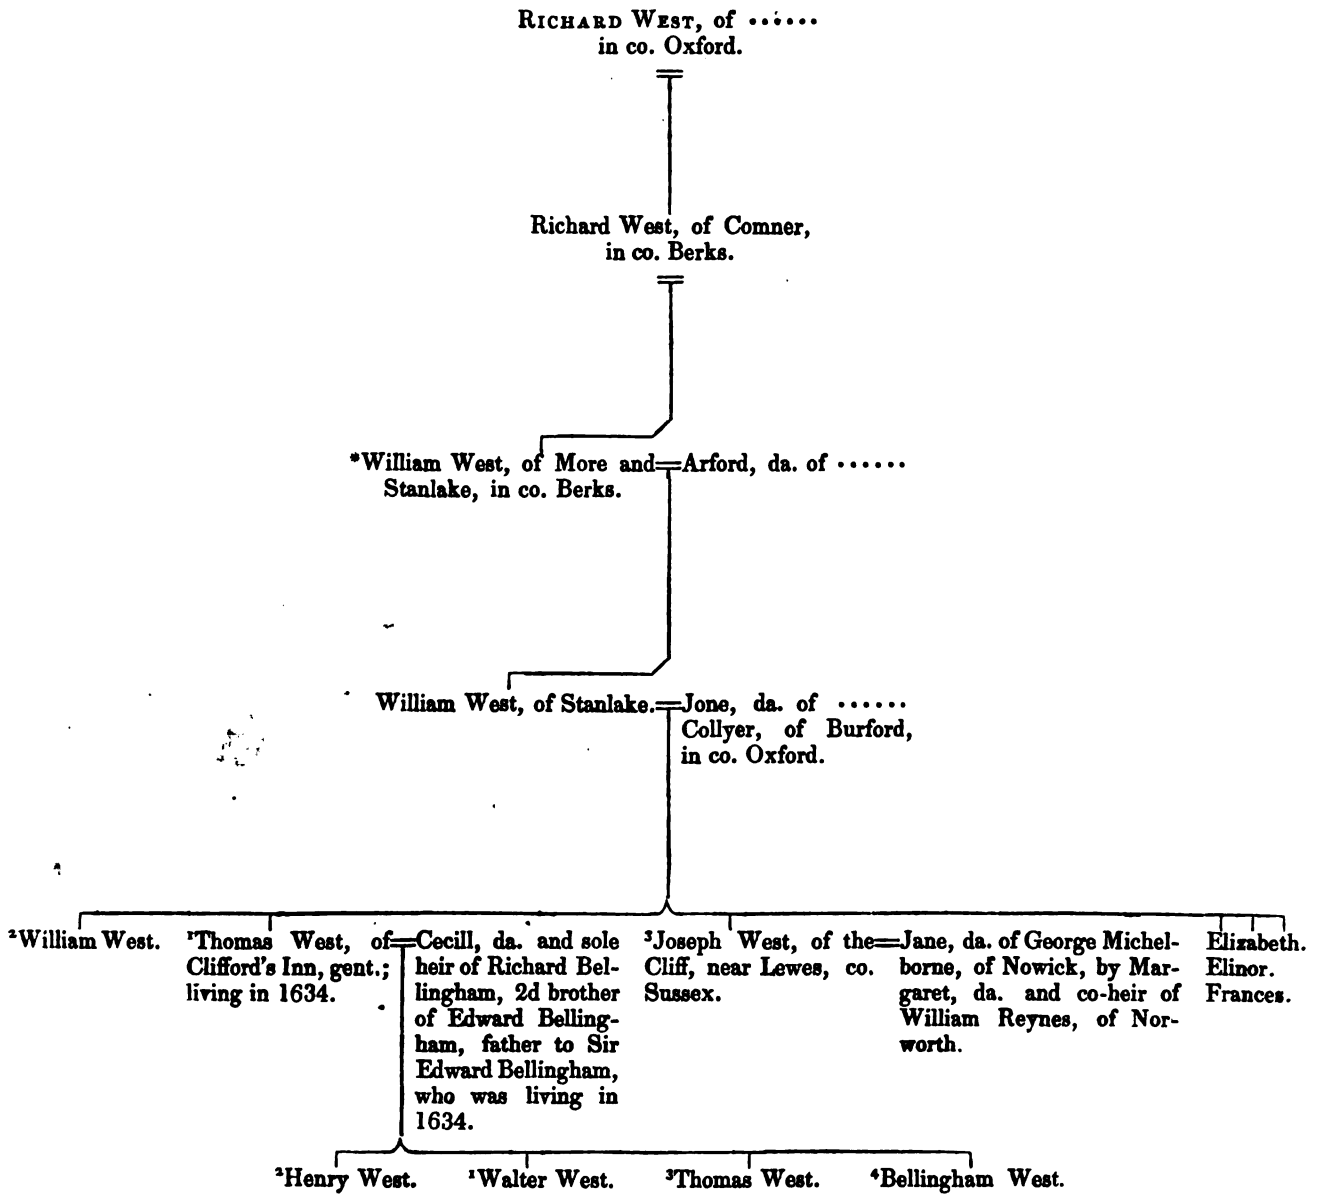 RICHARD WEST, of ······
in co. Oxford.
Richard West, of Comner,
in co. Berks.
*William West, of More and
Stanlake, in co. Berks.
Arford, da. of ······
William West, of Stanlake.
Jone, da. of ······
Collyer, of Burford,
in co. Oxford.
²William West.
¹Thomas West, of
Clifford's Inn, gent.;
living in 1634.
Cecill, da. and sole
heir of Richard Bel-
lingham, 2d brother
of Edward Belling-
ham, father to Sir
Edward Bellingham,
who was living in
1634.
³Joseph West, of the
Cliff, near Lewes, co.
Sussex.
Jane, da. of George Michel-
borne, of Nowick, by Mar-
garet, da. and co-heir of
William Reynes, of Nor-
worth.
Elizabeth.
Elinor.
Frances.
²Henry West.
¹Walter West.
³Thomas West.
⁴Bellingham West.